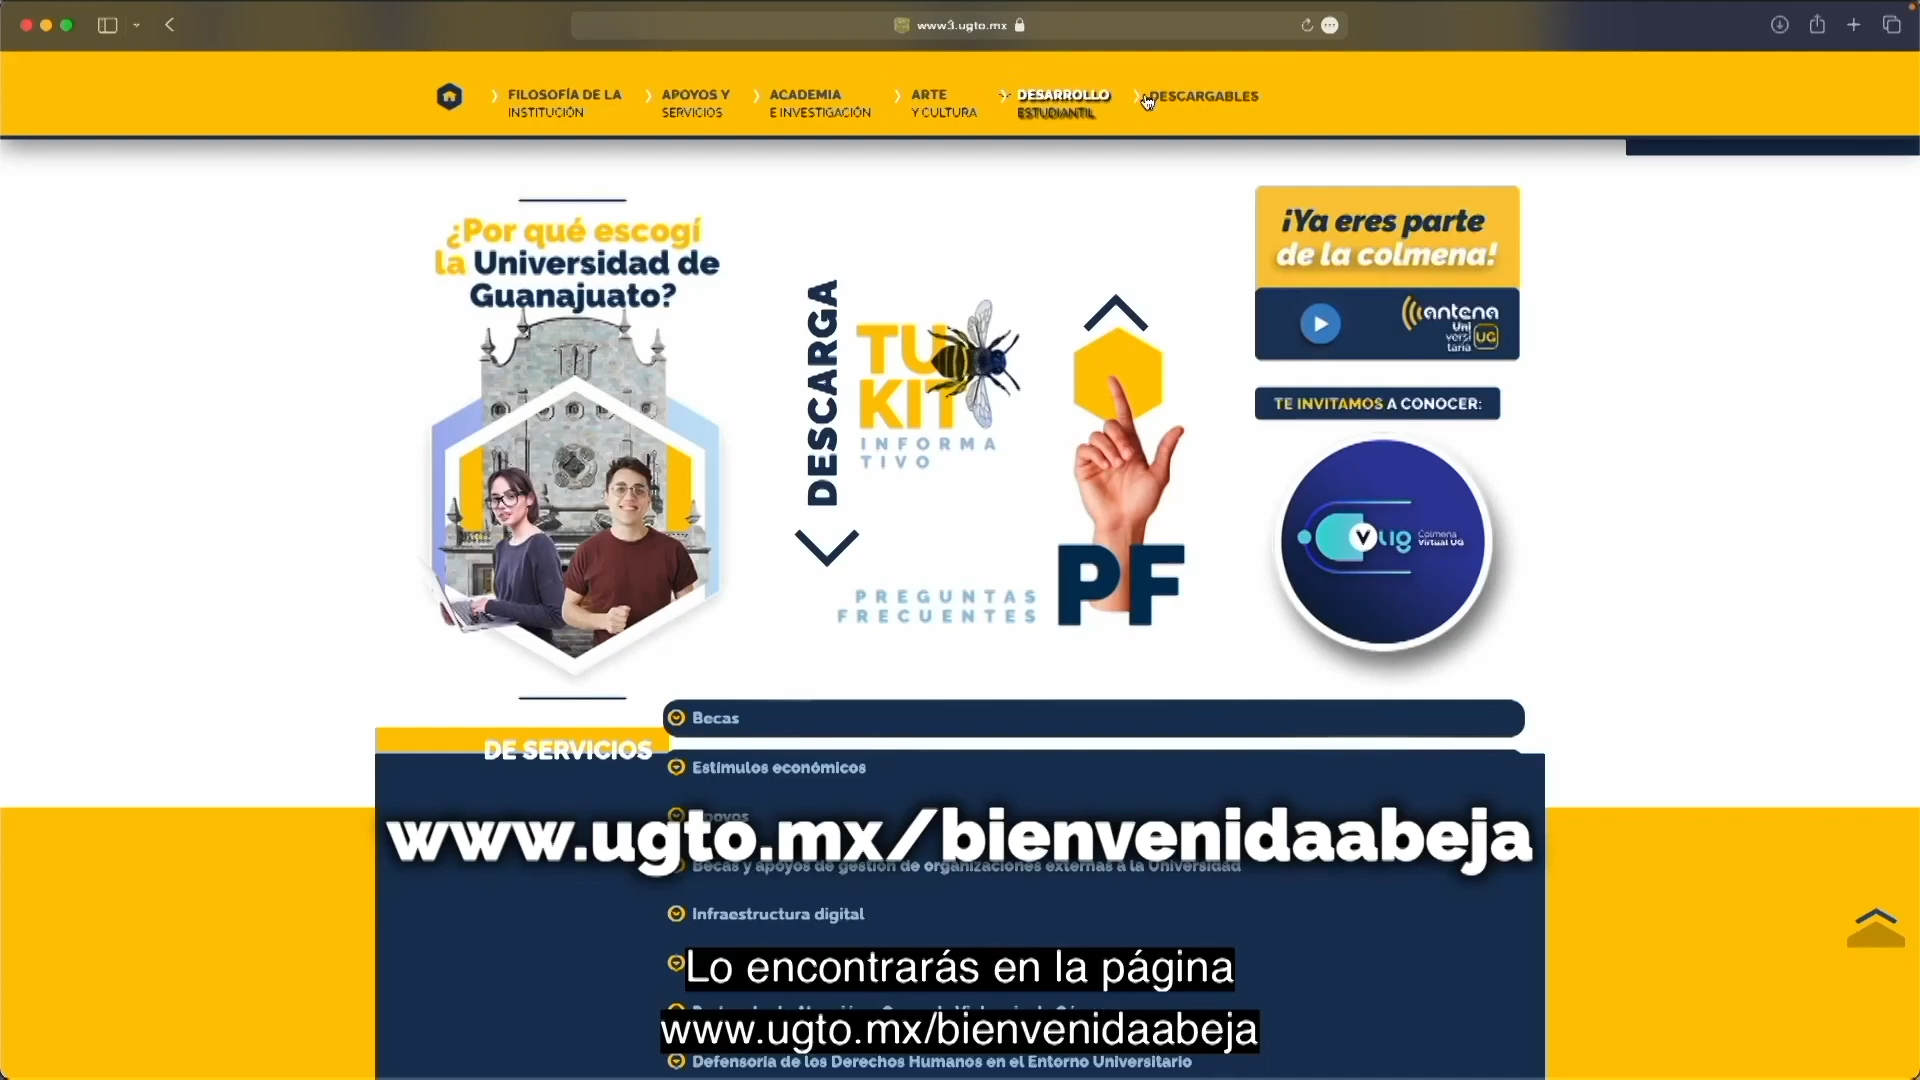 www3.ugto.mx
FILOSOFÍA DE LA
INSTITUCIÓN
APOYOS Y
SERVICIOS
ACADEMIA
E INVESTIGACIÓN
ARTE
Y CULTURA
DESARROLLO
ESTUDIANTIL
DESCARGABLES
¿Por qué escogí
la Universidad de
Guanajuato?
DESCARGA
TU
KIT
INFORMA
TIVO
PREGUNTAS
FRECUENTES
PF
¡Ya eres parte
de la colmena!
antena
Uni
versi
taria
UG
TE INVITAMOS A CONOCER:
VUG
Colmena
Virtual UG
DE SERVICIOS
Becas
Estímulos económicos
Apoyos
www.ugto.mx/bienvenidaabeja
Becas y apoyos de gestión de organizaciones externas a la Universidad
Infraestructura digital
Lo encontrarás en la página
www.ugto.mx/bienvenidaabeja
Defensoría de los Derechos Humanos en el Entorno Universitario